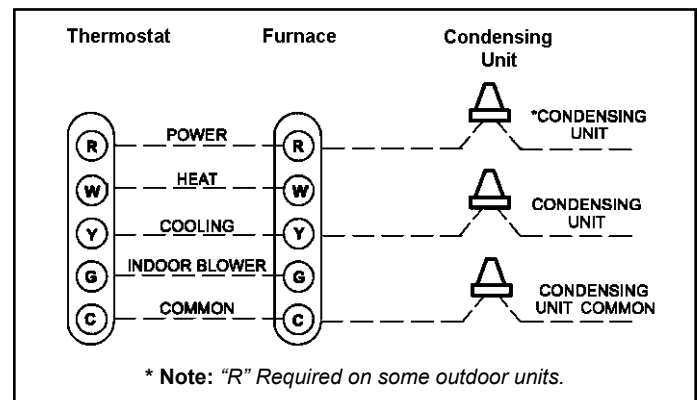 Thermostat Furnace Condensing
Unit
R POWER R *CONDENSING
UNIT
W HEAT W
Y COOLING Y CONDENSING
UNIT
G INDOOR BLOWER G
C COMMON C CONDENSING
UNIT COMMON
* Note: “R” Required on some outdoor units.